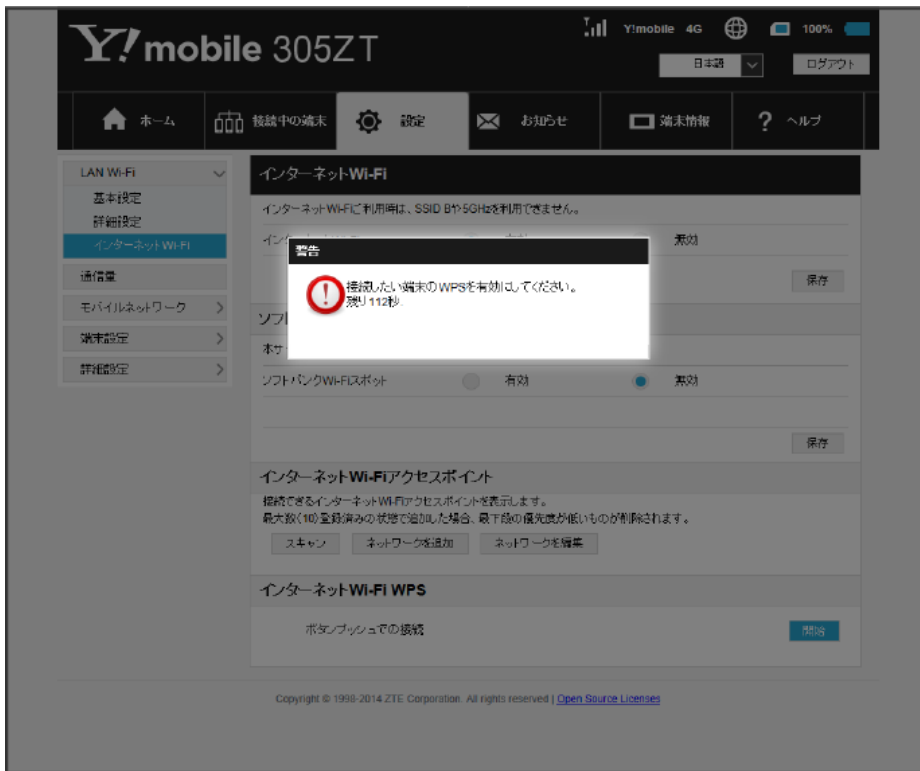 Y! mobile 305ZT
Y!mobile 4G 100%
日本語 ログアウト
ホーム 接続中の端末 設定 お知らせ 端末情報 ? ヘルプ
LAN Wi-Fi
基本設定
詳細設定
インターネットWi-Fi
通信量
モバイルネットワーク
端末設定
詳細設定
インターネットWi-Fi
インターネットWi-Fiご利用時は、SSID Bや5GHzを利用できません。
無効
保存
警告
接続したい端末のWPSを有効にしてください。
残り112秒.
ソフ
本サ
ソフトバンクWi-Fiスポット 有効 無効
保存
インターネットWi-Fiアクセスポイント
接続できるインターネットWi-Fiアクセスポイントを表示します。
最大数(10)登録済みの状態で追加した場合、最下段の優先度が低いものが削除されます。
スキャン ネットワークを追加 ネットワークを編集
インターネットWi-Fi WPS
ボタンプッシュでの接続 開始
Copyright © 1998-2014 ZTE Corporation. All rights reserved | Open Source Licenses